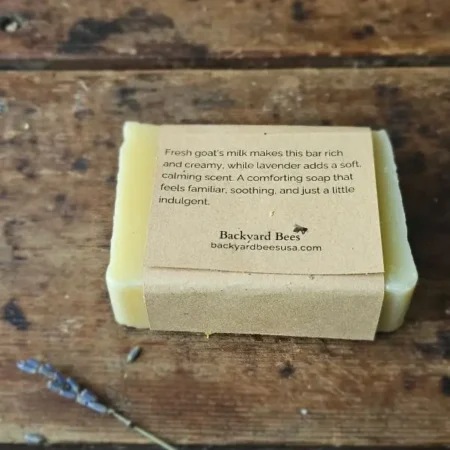 Fresh goat's milk makes this bar rich
and creamy, while lavender adds a soft,
calming scent. A comforting soap that
feels familiar, soothing, and just a little
indulgent.
Backyard Bees
backyardbeesusa.com